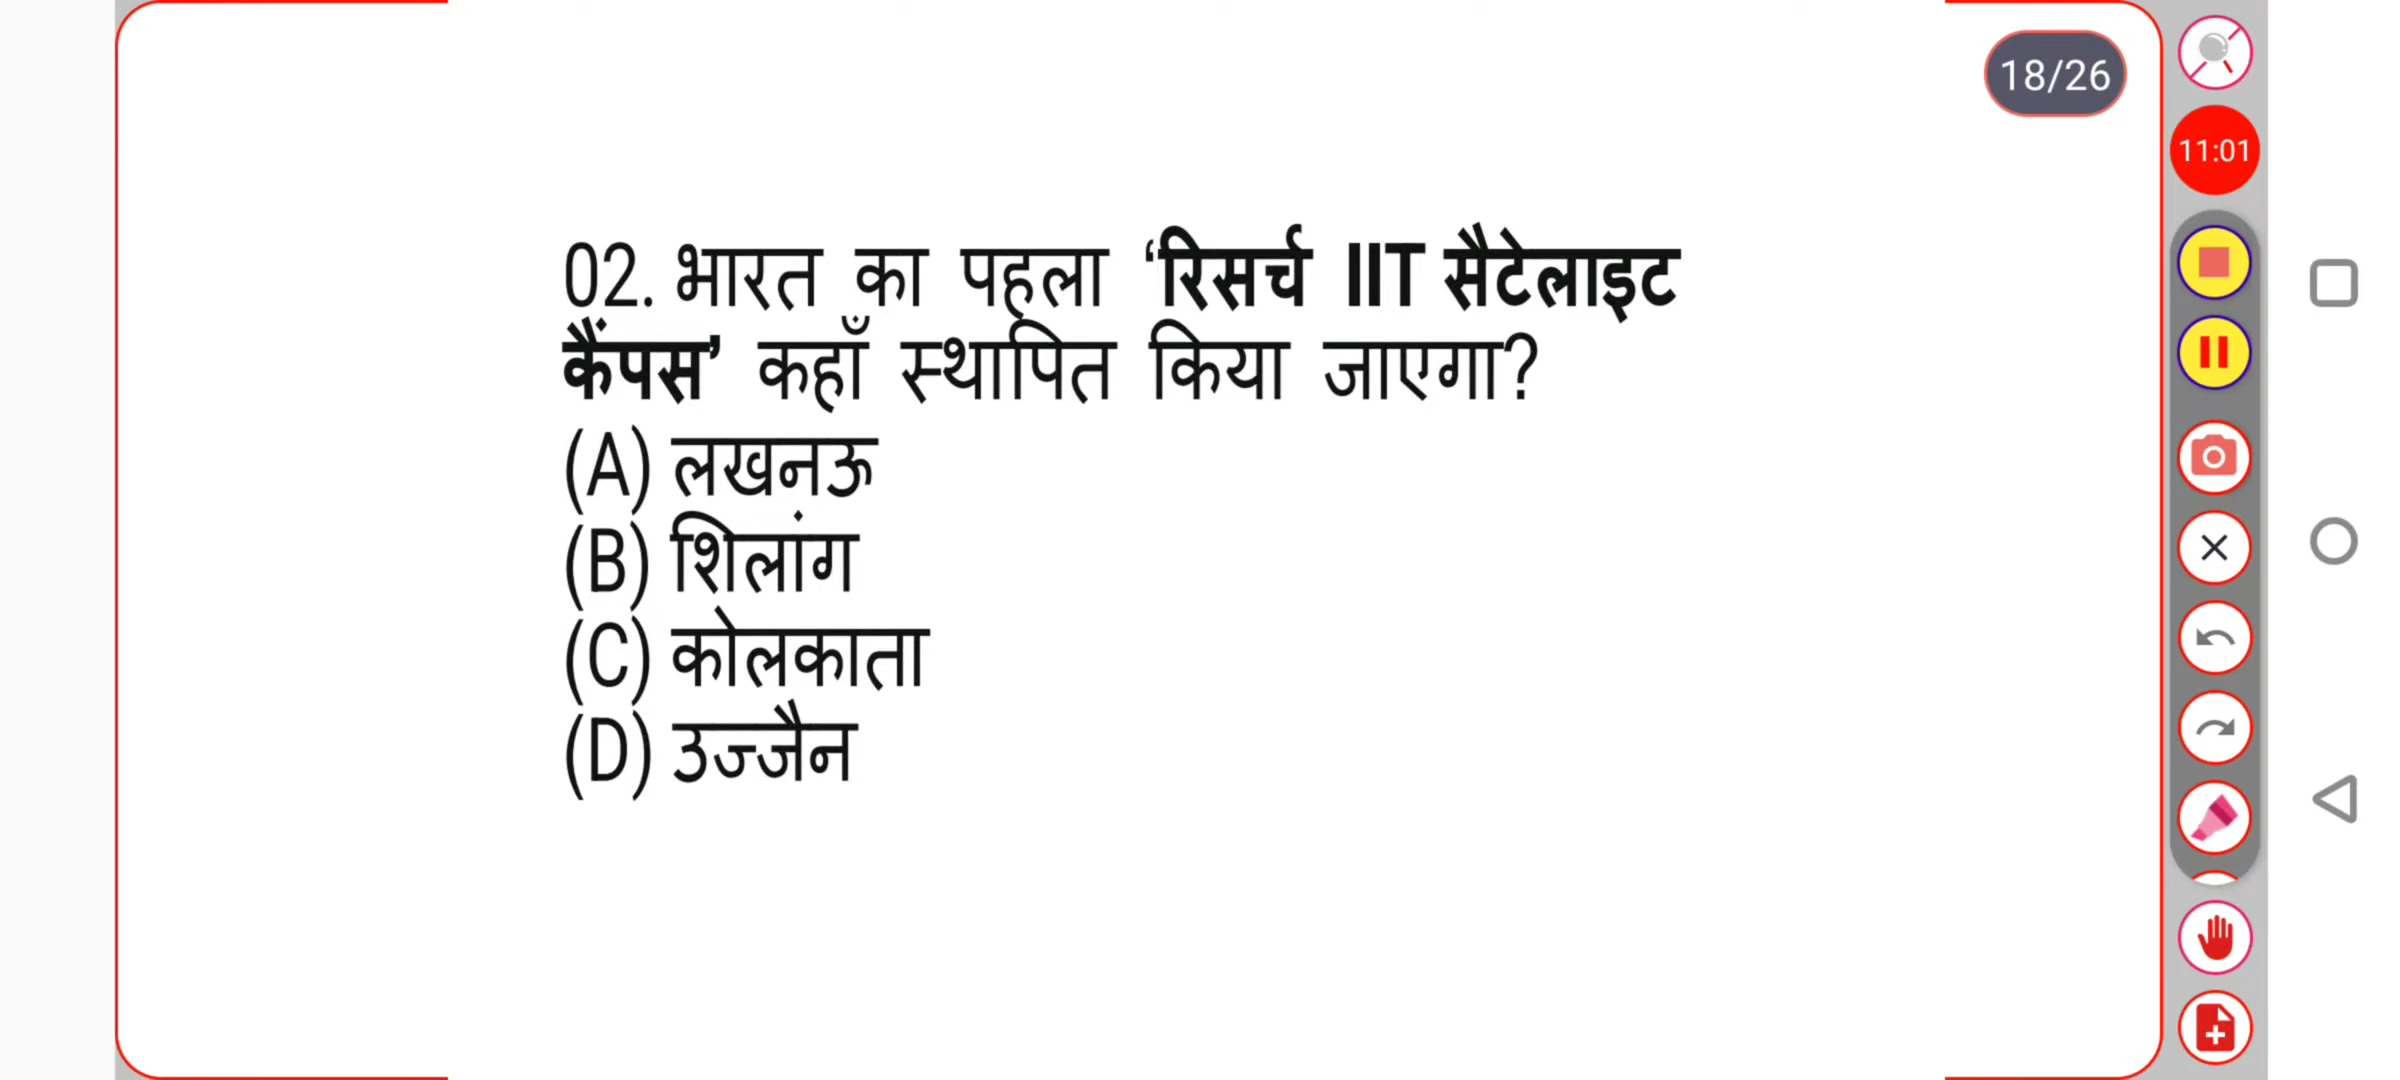 18/26
11:01
02. भारत का पहला ‘रिसर्च IIT सैटेलाइट
कैंपस’ कहाँ स्थापित किया जाएगा?
(A) लखनऊ
(B) शिलांग
(C) कोलकाता
(D) उज्जैन